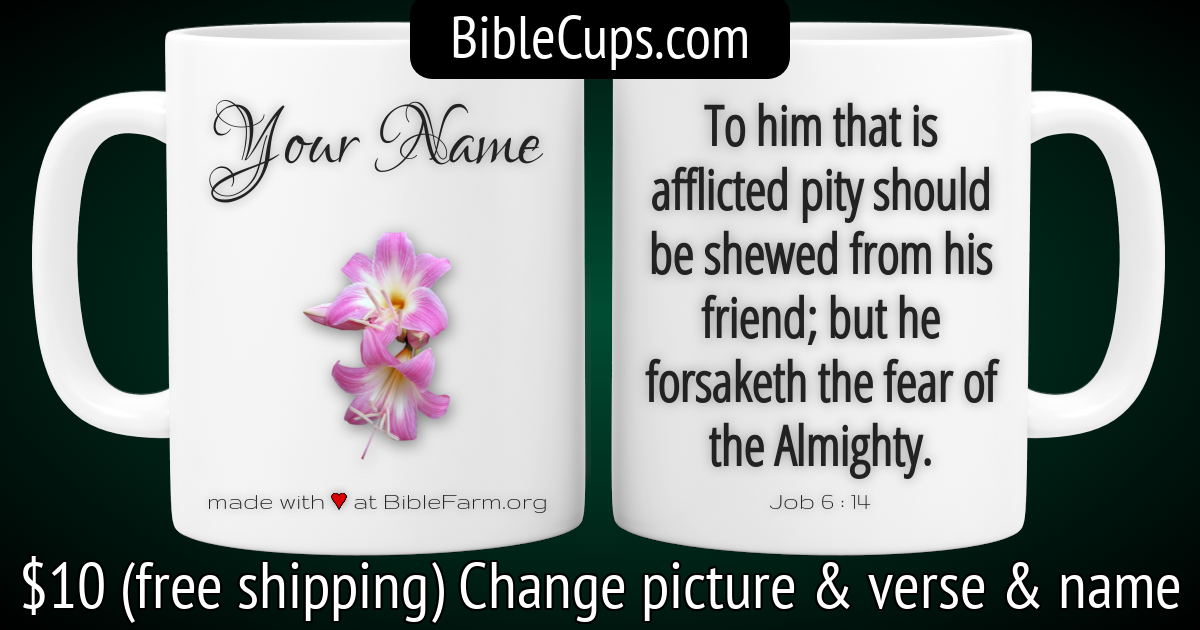 BibleCups.com
Your Name
made with ♥ at BibleFarm.org
To him that is
afflicted pity should
be shewed from his
friend; but he
forsaketh the fear of
the Almighty.
Job 6 : 14
$10 (free shipping) Change picture & verse & name